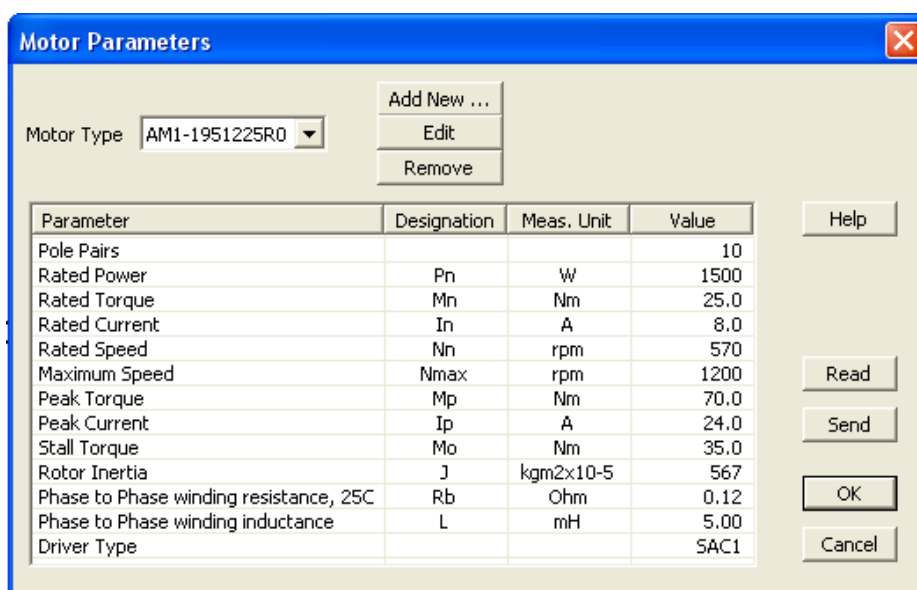 Motor Parameters
Add New ...
Motor Type AM1-1951225R0 Edit
Remove
Parameter Designation Meas. Unit Value Help
Pole Pairs 10
Rated Power Pn W 1500
Rated Torque Mn Nm 25.0
Rated Current In A 8.0
Rated Speed Nn rpm 570
Maximum Speed Nmax rpm 1200 Read
Peak Torque Mp Nm 70.0
Peak Current Ip A 24.0 Send
Stall Torque Mo Nm 35.0
Rotor Inertia J kgm2x10-5 567
Phase to Phase winding resistance, 25C Rb Ohm 0.12 OK
Phase to Phase winding inductance L mH 5.00
Driver Type SAC1 Cancel